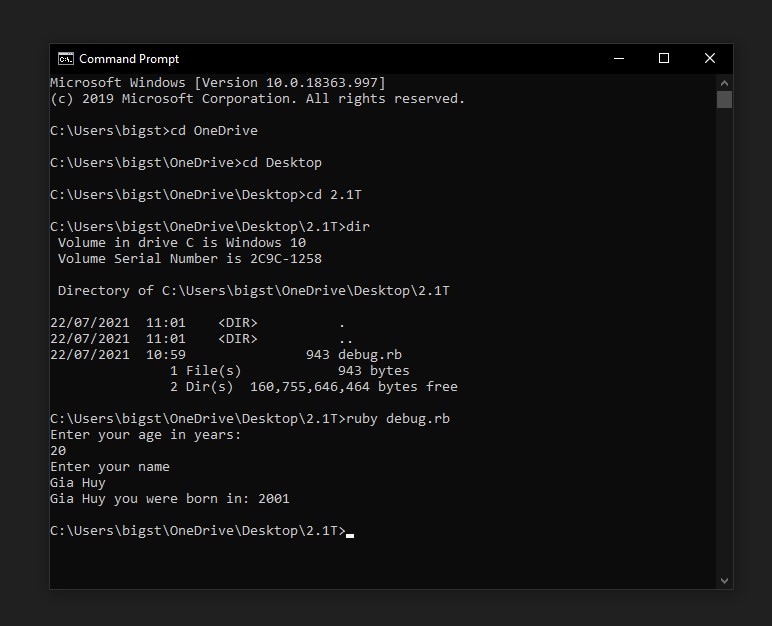 Command Prompt
Microsoft Windows [Version 10.0.18363.997]
(c) 2019 Microsoft Corporation. All rights reserved.
C:\Users\bigst>cd OneDrive
C:\Users\bigst\OneDrive>cd Desktop
C:\Users\bigst\OneDrive\Desktop>cd 2.1T
C:\Users\bigst\OneDrive\Desktop\2.1T>dir
Volume in drive C is Windows 10
Volume Serial Number is 2C9C-1258
Directory of C:\Users\bigst\OneDrive\Desktop\2.1T
22/07/2021  11:01    <DIR>          .
22/07/2021  11:01    <DIR>          ..
22/07/2021  10:59               943 debug.rb
1 File(s)            943 bytes
2 Dir(s)  160,755,646,464 bytes free
C:\Users\bigst\OneDrive\Desktop\2.1T>ruby debug.rb
Enter your age in years:
20
Enter your name
Gia Huy
Gia Huy you were born in: 2001
C:\Users\bigst\OneDrive\Desktop\2.1T>